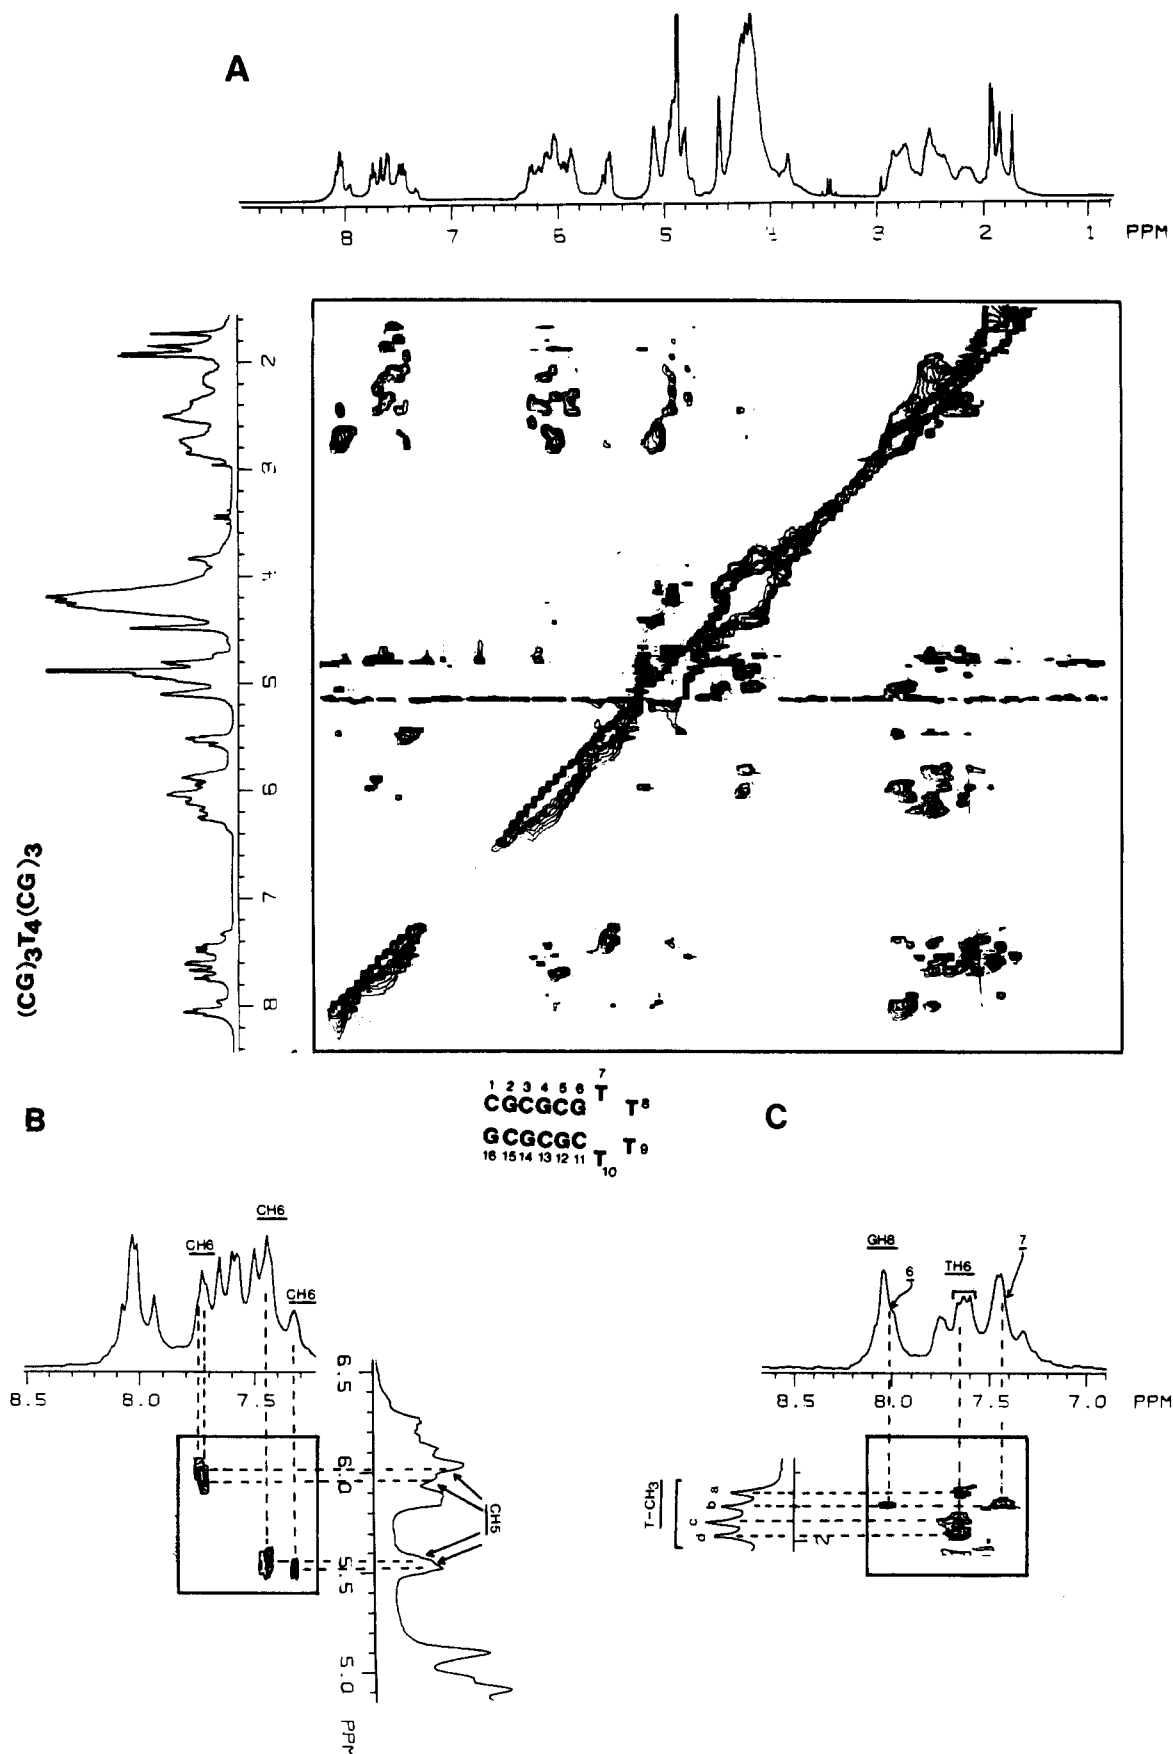 A
8 7 6 5 4 3 2 1 PPM
2
3
4
5
6
7
8
(CG)3T4(CG)3
B
1 2 3 4 5 6 7
CGCGCG T
T8
GCGCGC T9
16 15 14 13 12 11 T10
C
CH6
CH6
CH6
8.5 8.0 7.5
6.5
6.0
5.5
5.0
PPM
CH5
GH8
6
TH6
7
8.5 8.0 7.5 7.0 PPM
T-CH3
a
b
c
d
2